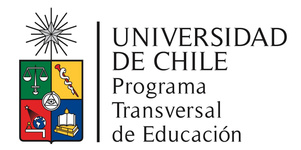 UNIVERSIDAD
DE CHILE
Programa
Transversal
de Educación